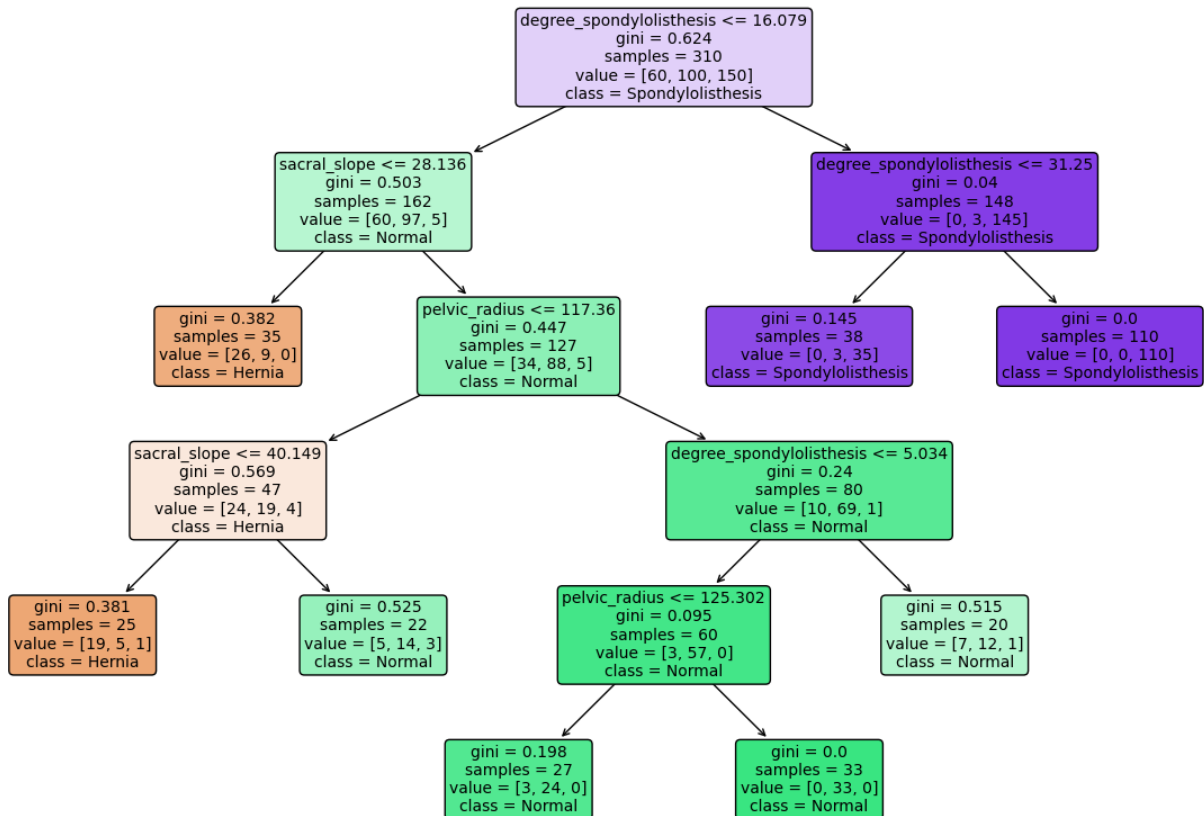 degree_spondylolisthesis <= 16.079
gini = 0.624
samples = 310
value = [60, 100, 150]
class = Spondylolisthesis
sacral_slope <= 28.136
gini = 0.503
samples = 162
value = [60, 97, 5]
class = Normal
degree_spondylolisthesis <= 31.25
gini = 0.04
samples = 148
value = [0, 3, 145]
class = Spondylolisthesis
gini = 0.382
samples = 35
value = [26, 9, 0]
class = Hernia
pelvic_radius <= 117.36
gini = 0.447
samples = 127
value = [34, 88, 5]
class = Normal
gini = 0.145
samples = 38
value = [0, 3, 35]
class = Spondylolisthesis
gini = 0.0
samples = 110
value = [0, 0, 110]
class = Spondylolisthesis
sacral_slope <= 40.149
gini = 0.569
samples = 47
value = [24, 19, 4]
class = Hernia
degree_spondylolisthesis <= 5.034
gini = 0.24
samples = 80
value = [10, 69, 1]
class = Normal
gini = 0.381
samples = 25
value = [19, 5, 1]
class = Hernia
gini = 0.525
samples = 22
value = [5, 14, 3]
class = Normal
pelvic_radius <= 125.302
gini = 0.095
samples = 60
value = [3, 57, 0]
class = Normal
gini = 0.515
samples = 20
value = [7, 12, 1]
class = Normal
gini = 0.198
samples = 27
value = [3, 24, 0]
class = Normal
gini = 0.0
samples = 33
value = [0, 33, 0]
class = Normal